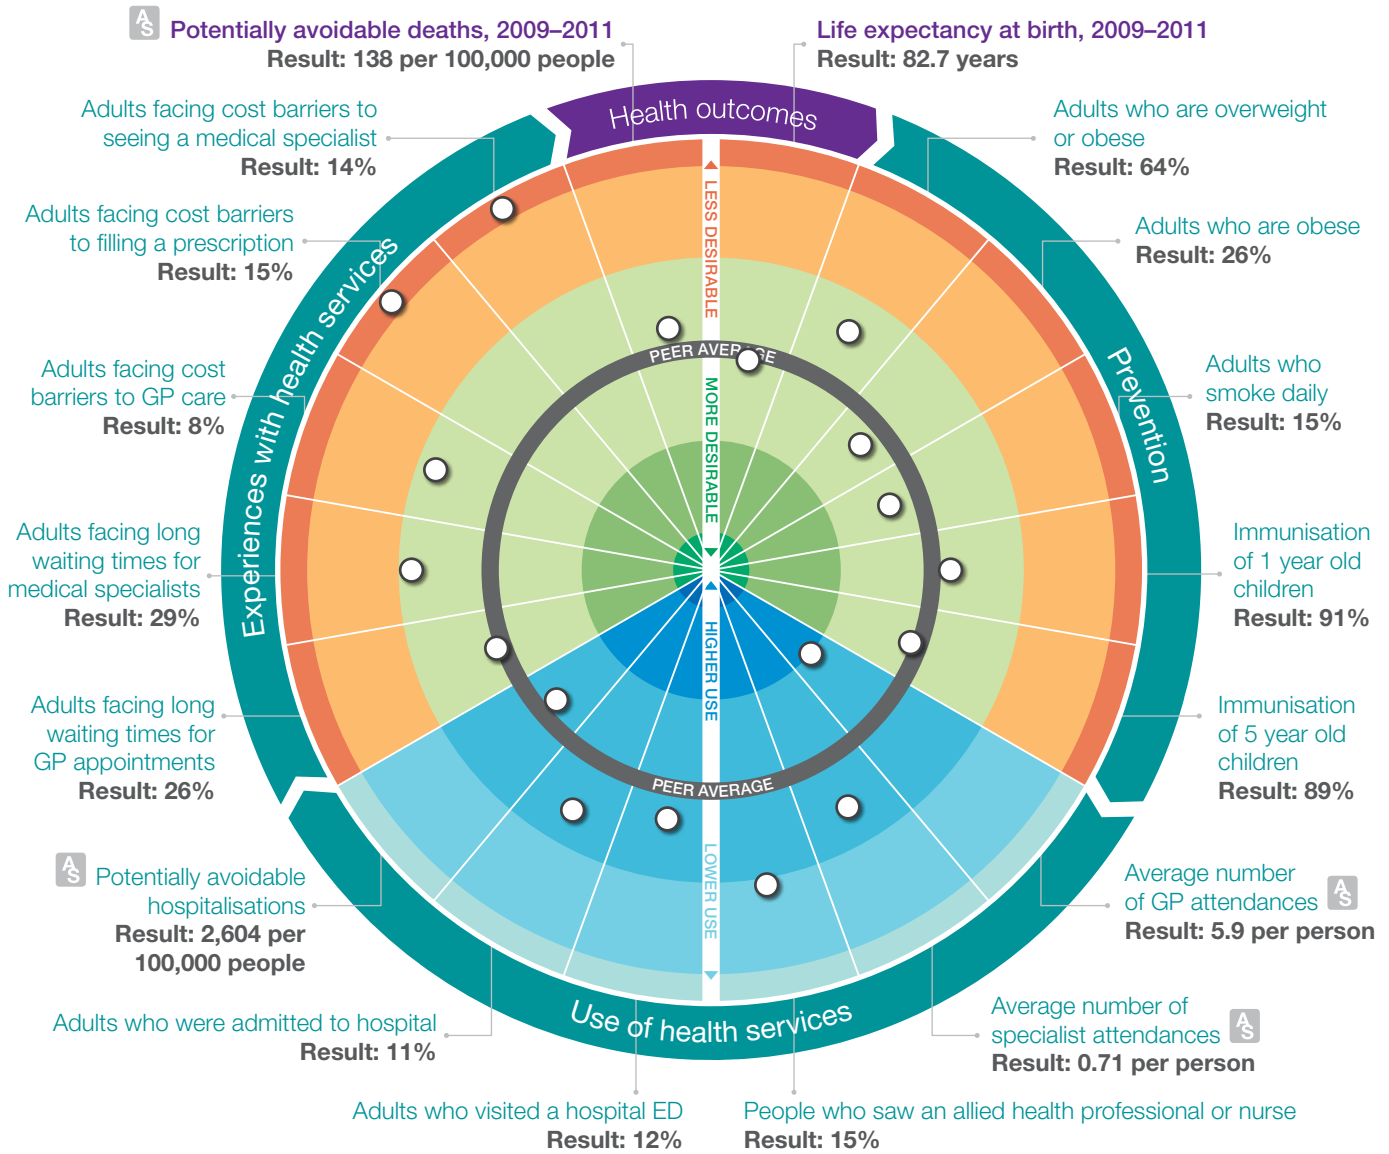 AS Potentially avoidable deaths, 2009–2011
Result: 138 per 100,000 people
Life expectancy at birth, 2009–2011
Result: 82.7 years
Health outcomes
Adults facing cost barriers to
seeing a medical specialist
Result: 14%
Adults who are overweight
or obese
Result: 64%
Adults facing cost barriers
to filling a prescription
Result: 15%
Adults who are obese
Result: 26%
Adults facing cost
barriers to GP care
Result: 8%
Adults who
smoke daily
Result: 15%
Experiences with health services
Prevention
LESS DESIRABLE
PEER AVERAGE
MORE DESIRABLE
Adults facing long
waiting times for
medical specialists
Result: 29%
Immunisation
of 1 year old
children
Result: 91%
HIGHER USE
Adults facing long
waiting times for
GP appointments
Result: 26%
Immunisation
of 5 year old
children
Result: 89%
PEER AVERAGE
LOWER USE
AS Potentially avoidable
hospitalisations
Result: 2,604 per
100,000 people
Average number
of GP attendances AS
Result: 5.9 per person
Use of health services
Adults who were admitted to hospital
Result: 11%
Average number of
specialist attendances AS
Result: 0.71 per person
Adults who visited a hospital ED
Result: 12%
People who saw an allied health professional or nurse
Result: 15%